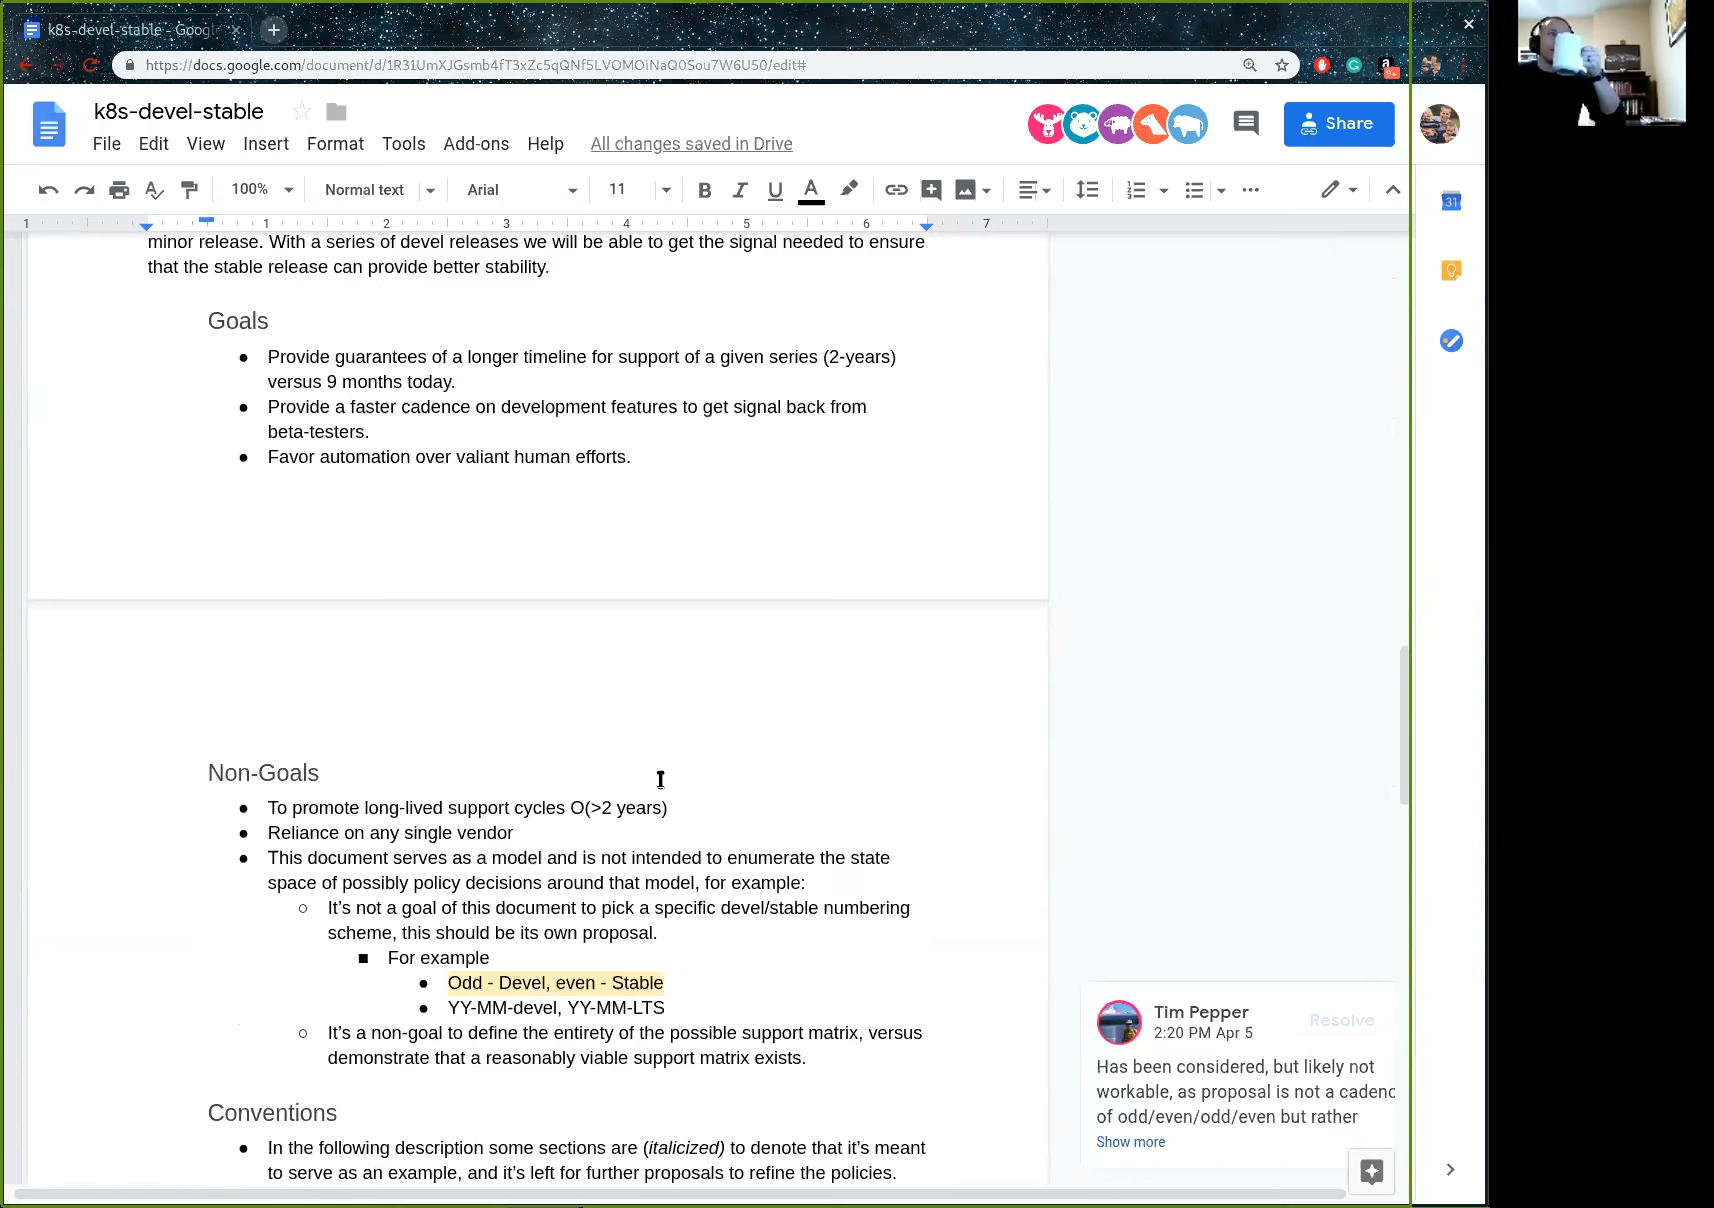 k8s-devel-stable - Google
https://docs.google.com/document/d/1R31UmXJGsmb4fT3xZc5qQNf5LVOMOiNaQ0Sou7W6U50/edit#
9+
k8s-devel-stable
Share
File Edit View Insert Format Tools Add-ons Help All changes saved in Drive
100% Normal text Arial 11 B I U A
31
1 1 2 3 4 5 6 7
minor release. With a series of devel releases we will be able to get the signal needed to ensure
that the stable release can provide better stability.
Goals
● Provide guarantees of a longer timeline for support of a given series (2-years)
versus 9 months today.
● Provide a faster cadence on development features to get signal back from
beta-testers.
● Favor automation over valiant human efforts.
Non-Goals
● To promote long-lived support cycles O(>2 years)
● Reliance on any single vendor
● This document serves as a model and is not intended to enumerate the state
space of possibly policy decisions around that model, for example:
○ It’s not a goal of this document to pick a specific devel/stable numbering
scheme, this should be its own proposal.
■ For example
● Odd - Devel, even - Stable
● YY-MM-devel, YY-MM-LTS
○ It’s a non-goal to define the entirety of the possible support matrix, versus
demonstrate that a reasonably viable support matrix exists.
Conventions
● In the following description some sections are (italicized) to denote that it’s meant
to serve as an example, and it’s left for further proposals to refine the policies.
Tim Pepper
2:20 PM Apr 5
Resolve
Has been considered, but likely not
workable, as proposal is not a cadenc
of odd/even/odd/even but rather
Show more